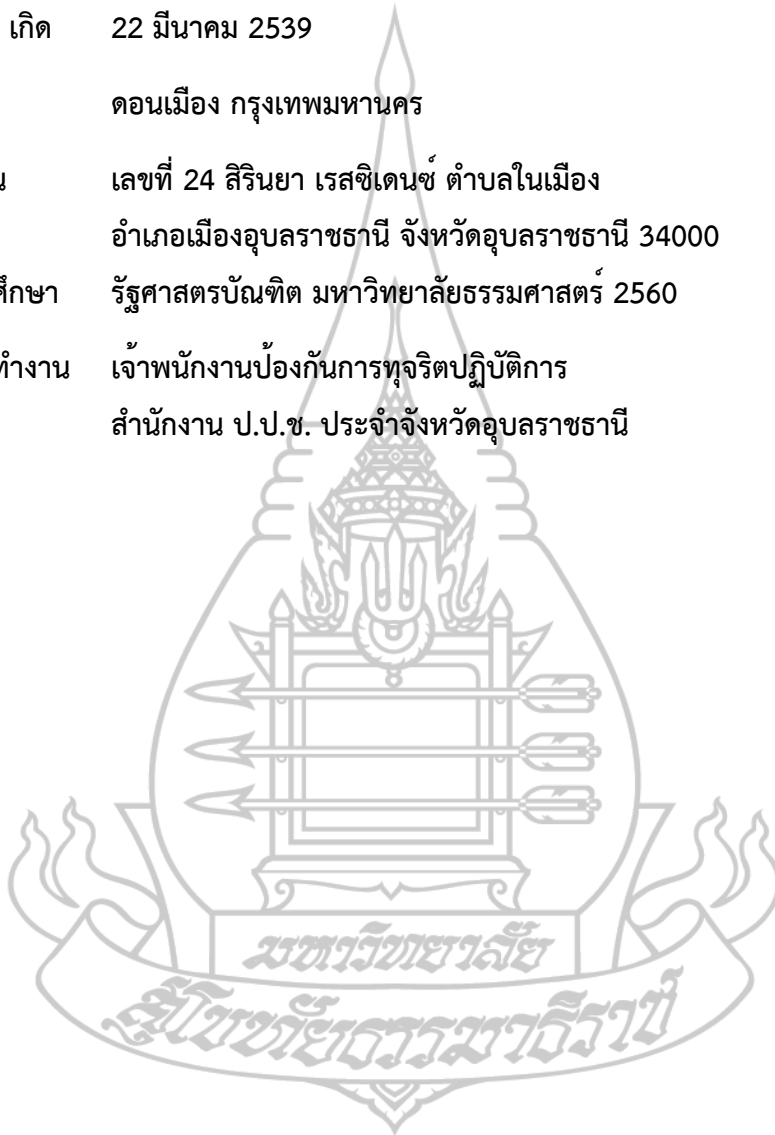 เกิด 22 มีนาคม 2539
ดอนเมือง กรุงเทพมหานคร
เลขที่ 24 สิรินยา เรสซิเดนซ์ ตำบลในเมือง
อำเภอเมืองอุบลราชธานี จังหวัดอุบลราชธานี 34000
ศึกษา รัฐศาสตรบัณฑิต มหาวิทยาลัยธรรมศาสตร์ 2560
ทำงาน เจ้าพนักงานป้องกันการทุจริตปฏิบัติการ
สำนักงาน ป.ป.ช. ประจำจังหวัดอุบลราชธานี
มหาวิทยาลัย
สุโขทัยธรรมาธิราช